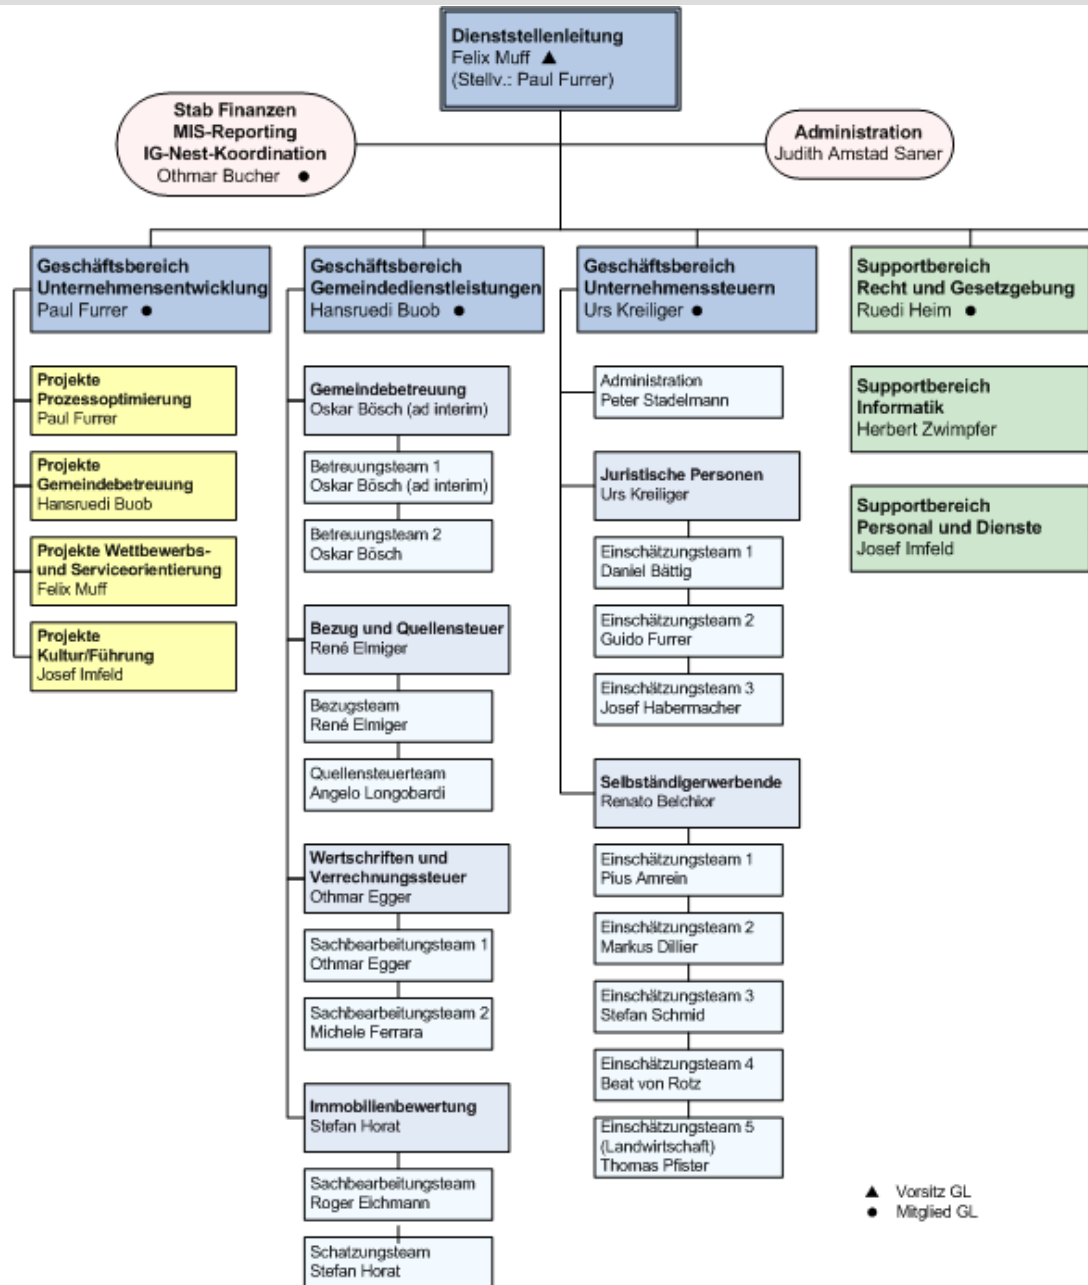 Dienststellenleitung
Felix Muff ▲
(Stellv.: Paul Furrer)
Stab Finanzen
MIS-Reporting
IG-Nest-Koordination
Othmar Bucher ●
Administration
Judith Amstad Saner
Geschäftsbereich
Unternehmensentwicklung
Paul Furrer ●
Projekte
Prozessoptimierung
Paul Furrer
Projekte
Gemeindebetreuung
Hansruedi Buob
Projekte Wettbewerbs-
und Serviceorientierung
Felix Muff
Projekte
Kultur/Führung
Josef Imfeld
Geschäftsbereich
Gemeindedienstleistungen
Hansruedi Buob ●
Gemeindebetreuung
Oskar Bösch (ad interim)
Betreuungsteam 1
Oskar Bösch (ad interim)
Betreuungsteam 2
Oskar Bösch
Bezug und Quellensteuer
René Elmiger
Bezugsteam
René Elmiger
Quellensteuerteam
Angelo Longobardi
Wertschriften und
Verrechnungssteuer
Othmar Egger
Sachbearbeitungsteam 1
Othmar Egger
Sachbearbeitungsteam 2
Michele Ferrara
Immobilienbewertung
Stefan Horat
Sachbearbeitungsteam
Roger Eichmann
Schatzungsteam
Stefan Horat
Geschäftsbereich
Unternehmenssteuern
Urs Kreiliger ●
Administration
Peter Stadelmann
Juristische Personen
Urs Kreiliger
Einschätzungsteam 1
Daniel Bättig
Einschätzungsteam 2
Guido Furrer
Einschätzungsteam 3
Josef Habermacher
Selbständigerwerbende
Renato Belchior
Einschätzungsteam 1
Pius Amrein
Einschätzungsteam 2
Markus Dillier
Einschätzungsteam 3
Stefan Schmid
Einschätzungsteam 4
Beat von Rotz
Einschätzungsteam 5
(Landwirtschaft)
Thomas Pfister
Supportbereich
Recht und Gesetzgebung
Ruedi Heim ●
Supportbereich
Informatik
Herbert Zwimpfer
Supportbereich
Personal und Dienste
Josef Imfeld
▲ Vorsitz GL
● Mitglied GL